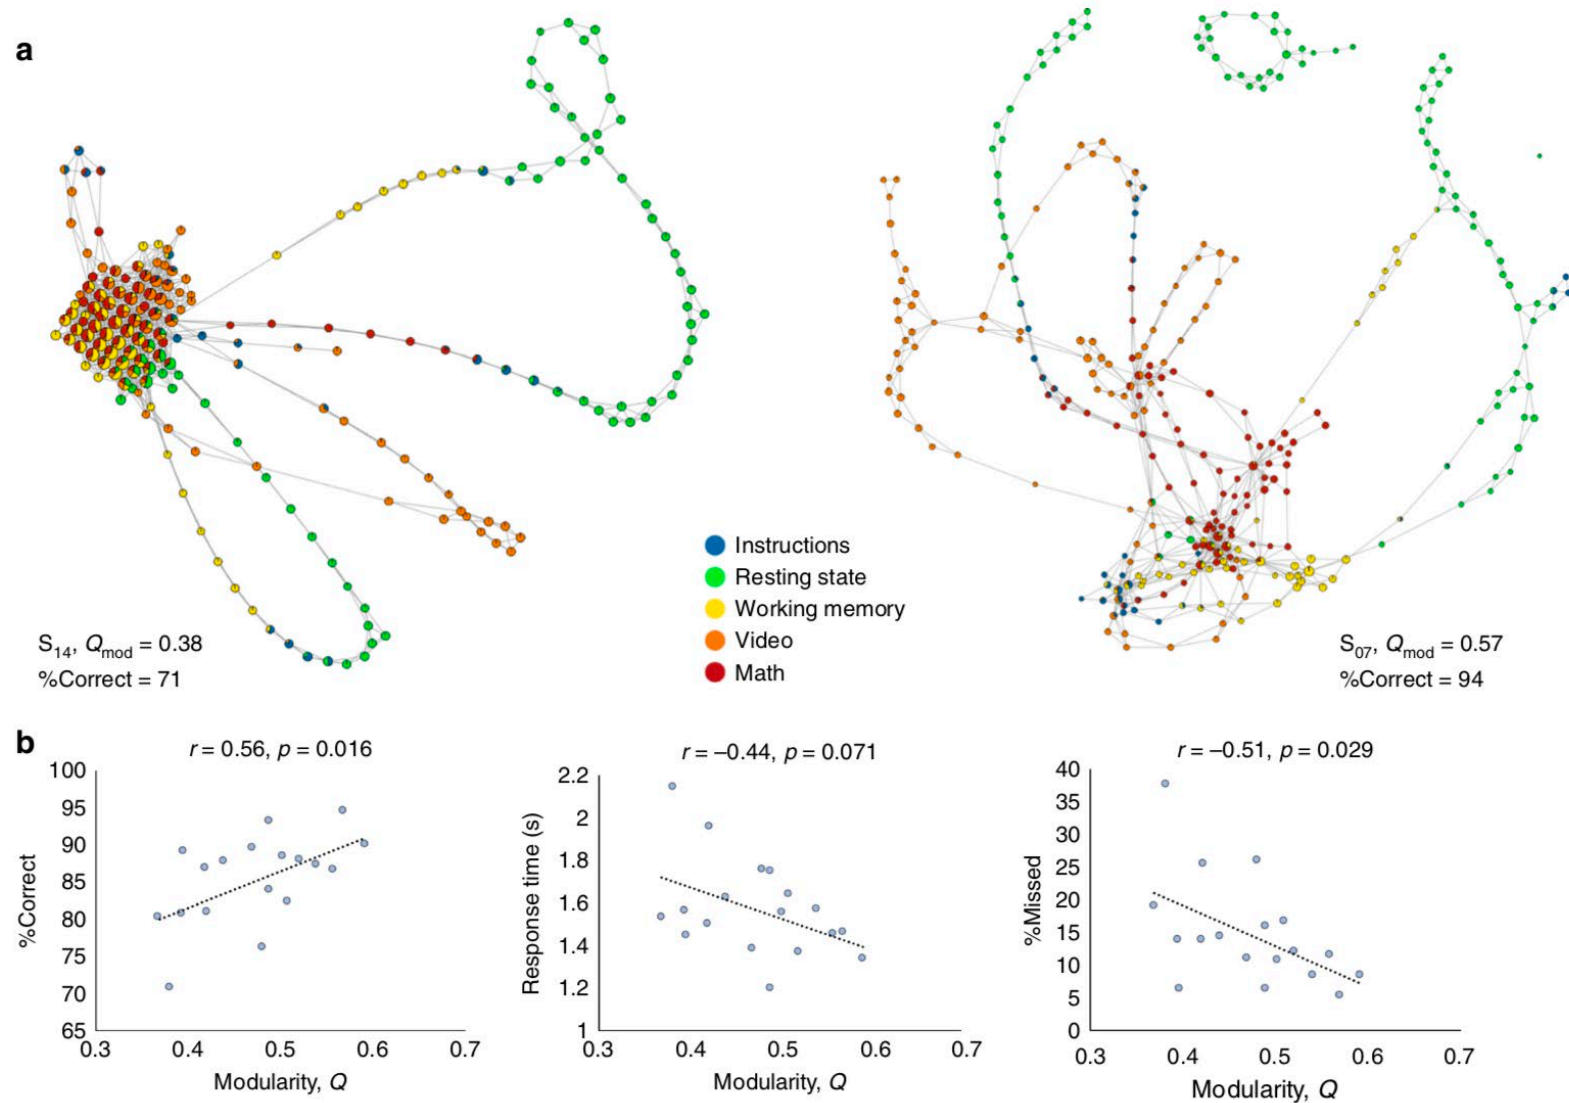 a
Instructions
Resting state
Working memory
Video
Math
S14, Qmod = 0.38
%Correct = 71
S07, Qmod = 0.57
%Correct = 94
b
r = 0.56, p = 0.016
%Correct
100
95
90
85
80
75
70
65
0.3 0.4 0.5 0.6 0.7
Modularity, Q
r = –0.44, p = 0.071
Response time (s)
2.2
2
1.8
1.6
1.4
1.2
1
0.3 0.4 0.5 0.6 0.7
Modularity, Q
r = –0.51, p = 0.029
%Missed
40
35
30
25
20
15
10
5
0
0.3 0.4 0.5 0.6 0.7
Modularity, Q